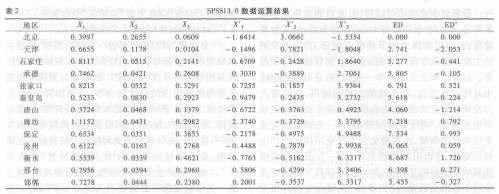 表 2 SPSS13.0 数据运算结果
地区 X₁ X₂ X₃ X'₁ X'₂ X'₃ ED ED'
北京 0.3997 0.2655 0.0609 -1.6414 3.0661 -1.5354 0.000 0.000
天津 0.6655 0.1178 0.0104 -0.1496 0.7821 -1.8048 2.741 -2.053
石家庄 0.8117 0.0515 0.2141 0.6709 -0.2428 1.8640 5.277 -0.441
承德 0.7462 0.0421 0.2608 0.3030 -0.3889 2.7061 5.805 -0.105
张家口 0.8215 0.0552 0.3291 0.7255 -0.1857 3.9364 6.791 0.521
秦皇岛 0.5233 0.0830 0.2923 -0.9479 0.2435 3.2732 5.618 -0.224
唐山 0.5724 0.0468 0.1379 -0.6722 -0.3763 0.4923 4.060 -1.214
廊坊 1.1152 0.0431 0.2982 2.3740 -0.3729 3.3795 7.218 0.792
保定 0.6534 0.0351 0.3853 -0.2178 -0.4975 4.9488 7.534 0.993
沧州 0.6122 0.0163 0.2768 -0.4488 -0.7879 2.9938 6.065 0.059
衡水 0.5539 0.0339 0.4621 -0.7763 -0.5162 6.3317 8.687 1.726
邢台 0.7956 0.0394 0.2960 0.5806 -0.4299 3.3406 6.398 0.271
邯郸 0.7278 0.0444 0.2380 0.2001 -0.3537 6.3317 5.455 -0.327